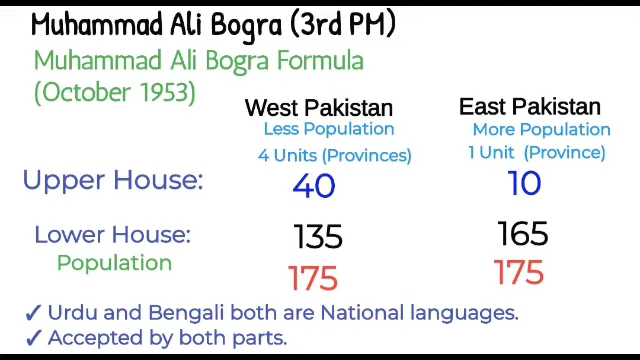 Muhammad Ali Bogra (3rd PM)
Muhammad Ali Bogra Formula
(October 1953)
West Pakistan East Pakistan
Less Population More Population
4 Units (Provinces) 1 Unit (Province)
Upper House: 40 10
Lower House: 135 165
Population 175 175
✓ Urdu and Bengali both are National languages.
✓ Accepted by both parts.